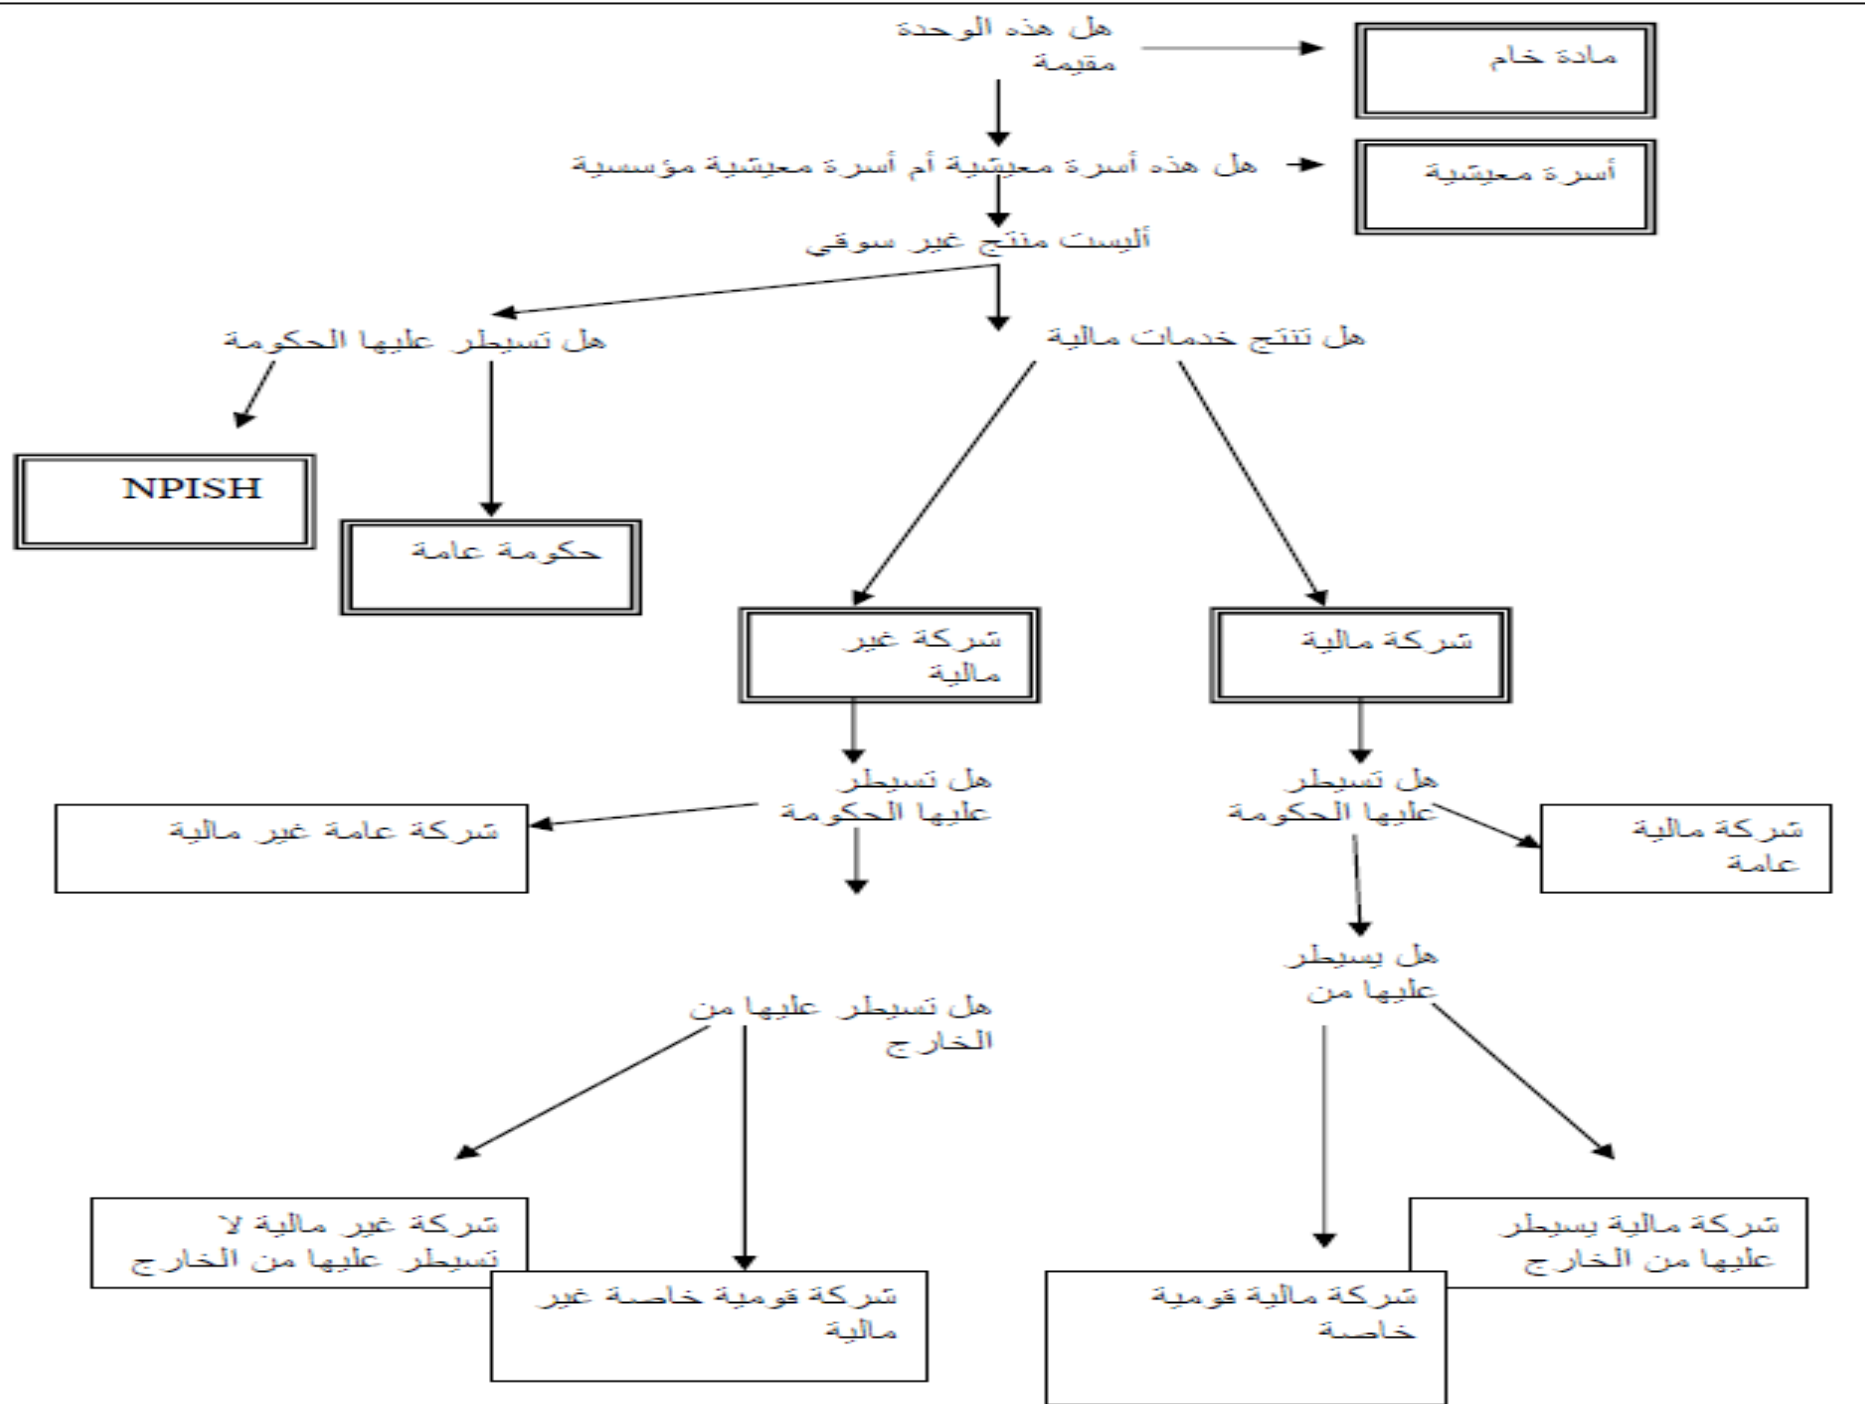 هل هذه الوحدة
مقيمة
مادة خام
هل هذه أسرة معيشية أم أسرة معيشية مؤسسية
أسرة معيشية
أليست منتج غير سوقي
هل تنتج خدمات مالية
هل تسيطر عليها الحكومة
NPISH
حكومة عامة
شركة مالية
شركة غير
مالية
هل تسيطر
عليها الحكومة
هل تسيطر
عليها الحكومة
شركة مالية
عامة
شركة عامة غير مالية
هل يسيطر
عليها من
هل تسيطر عليها من
الخارج
شركة مالية يسيطر
عليها من الخارج
شركة مالية قومية
خاصة
شركة غير مالية لا
تسيطر عليها من الخارج
شركة قومية خاصة غير
مالية